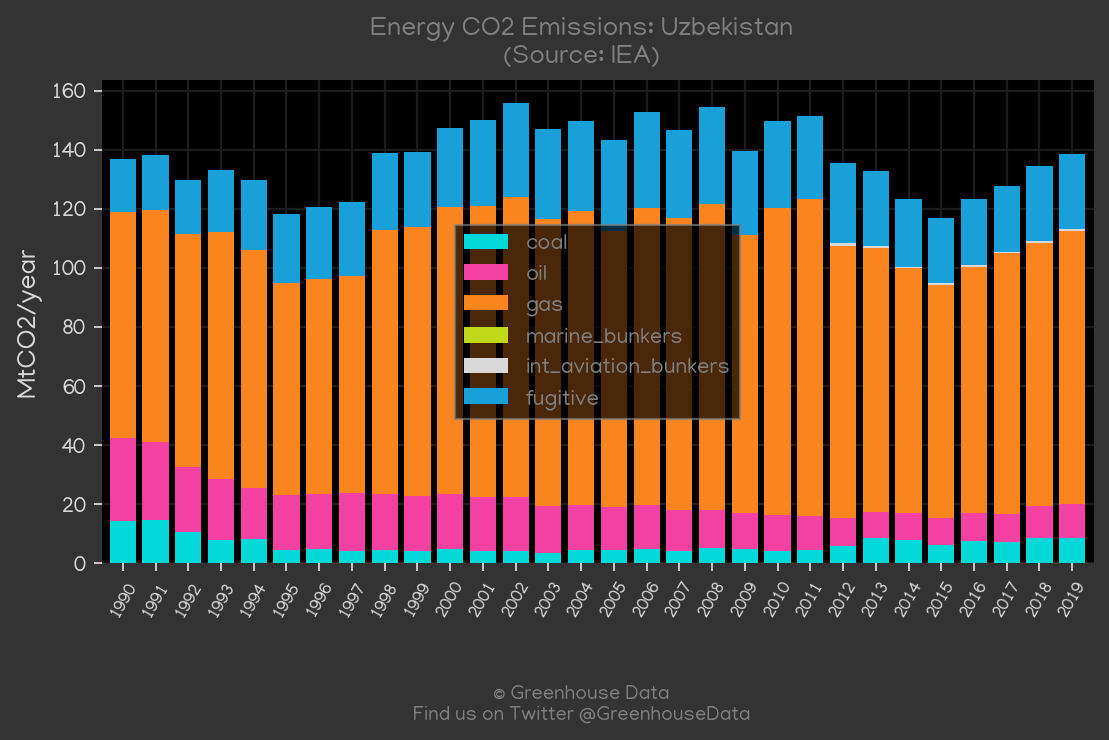 Energy CO2 Emissions: Uzbekistan
(Source: IEA)
MtCO2/year
160
140
120
100
80
60
40
20
0
coal
oil
gas
marine_bunkers
int_aviation_bunkers
fugitive
1990 1991 1992 1993 1994 1995 1996 1997 1998 1999 2000 2001 2002 2003 2004 2005 2006 2007 2008 2009 2010 2011 2012 2013 2014 2015 2016 2017 2018 2019
© Greenhouse Data
Find us on Twitter @GreenhouseData